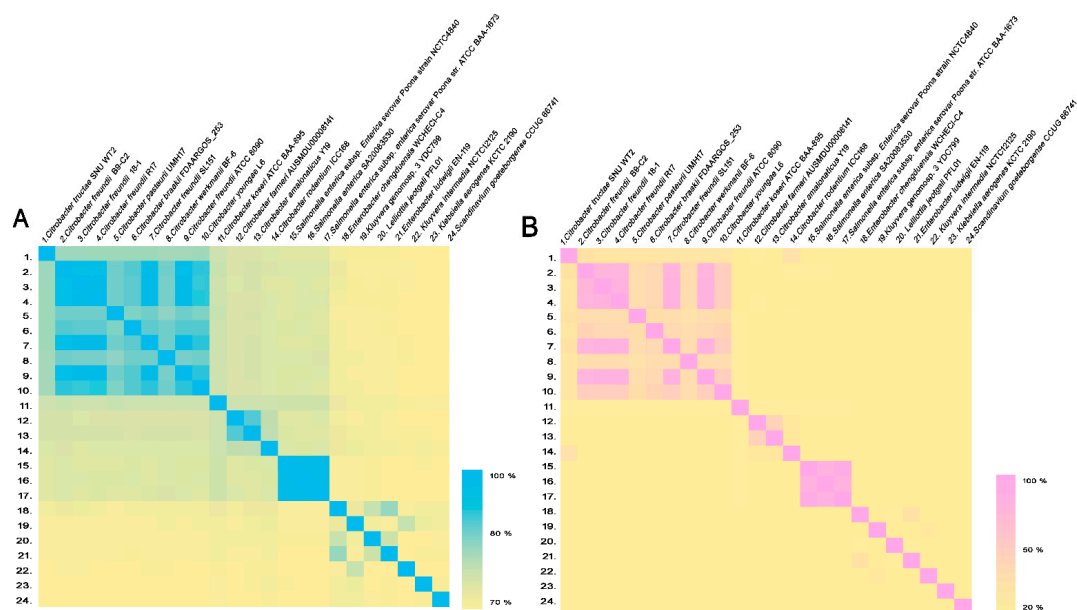 A
1.Citrobacter tructae SNU WT2
2.Citrobacter freundii B9-C2
3.Citrobacter freundii 18-1
4.Citrobacter freundii R17
5.Citrobacter pasteurii UMH17
6.Citrobacter braakii FDAARGOS_253
7.Citrobacter freundii SL151
8.Citrobacter werkmanii BF-6
9.Citrobacter freundii ATCC 8090
10.Citrobacter youngae L6
11.Citrobacter koseri ATCC BAA-895
12.Citrobacter farmeri AUSMDU00008141
13.Citrobacter amalonaticus Y19
14.Citrobacter rodentium ICC168
15.Salmonella enterica subsp. Enterica serovar Poona strain NCTC4840
16.Salmonella enterica SA20083530
17.Salmonella enterica subsp. enterica serovar Poona str. ATCC BAA-1673
18.Enterobacter chengduensis WCHECl-C4
19.Kluyvera genomosp. 3 YDC799
20. Lelliottia jeotgali PFL01
21.Enterobacter ludwigii EN-119
22. Kluyvera intermedia NCTC12125
23. Klebsiella aerogenes KCTC 2190
24.Scandinavium goeteborgense CCUG 66741
1.
2.
3.
4.
5.
6.
7.
8.
9.
10.
11.
12.
13.
14.
15.
16.
17.
18.
19.
20.
21.
22.
23.
24.
100 %
80 %
70 %
B
1.Citrobacter tructae SNU WT2
2.Citrobacter freundii B9-C2
3.Citrobacter freundii 18-1
4.Citrobacter freundii R17
5.Citrobacter pasteurii UMH17
6.Citrobacter braakii FDAARGOS_253
7.Citrobacter freundii SL151
8.Citrobacter werkmanii BF-6
9.Citrobacter freundii ATCC 8090
10.Citrobacter youngae L6
11.Citrobacter koseri ATCC BAA-895
12.Citrobacter farmeri AUSMDU00008141
13.Citrobacter amalonaticus Y19
14.Citrobacter rodentium ICC168
15.Salmonella enterica subsp. Enterica serovar Poona strain NCTC4840
16.Salmonella enterica SA20083530
17.Salmonella enterica subsp. enterica serovar Poona str. ATCC BAA-1673
18.Enterobacter chengduensis WCHECl-C4
19.Kluyvera genomosp. 3 YDC799
20. Lelliottia jeotgali PFL01
21.Enterobacter ludwigii EN-119
22. Kluyvera intermedia NCTC12125
23. Klebsiella aerogenes KCTC 2190
24.Scandinavium goeteborgense CCUG 66741
1.
2.
3.
4.
5.
6.
7.
8.
9.
10.
11.
12.
13.
14.
15.
16.
17.
18.
19.
20.
21.
22.
23.
24.
100 %
50 %
20 %